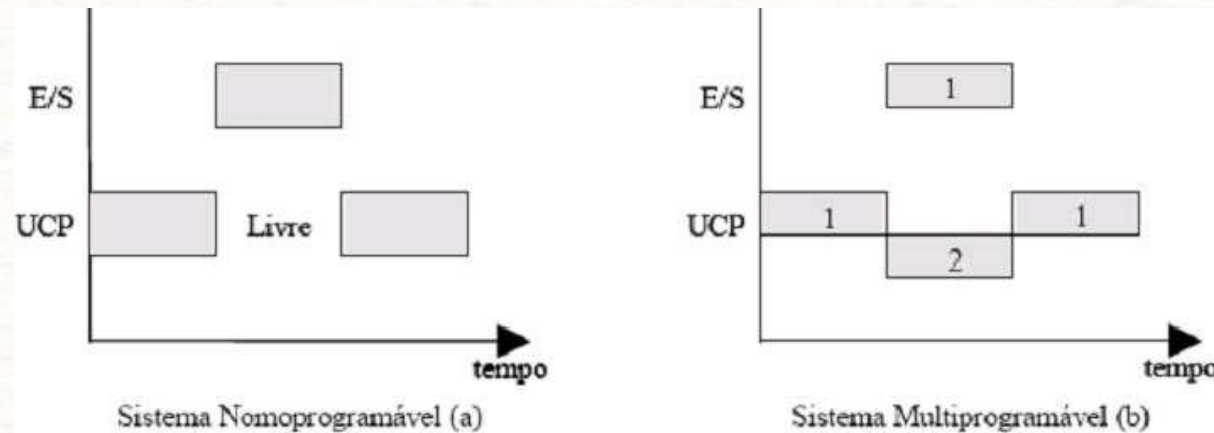 E/S
UCP
Livre
tempo
Sistema Nomoprogramável (a)
E/S
1
UCP
1
1
2
tempo
Sistema Multiprogramável (b)